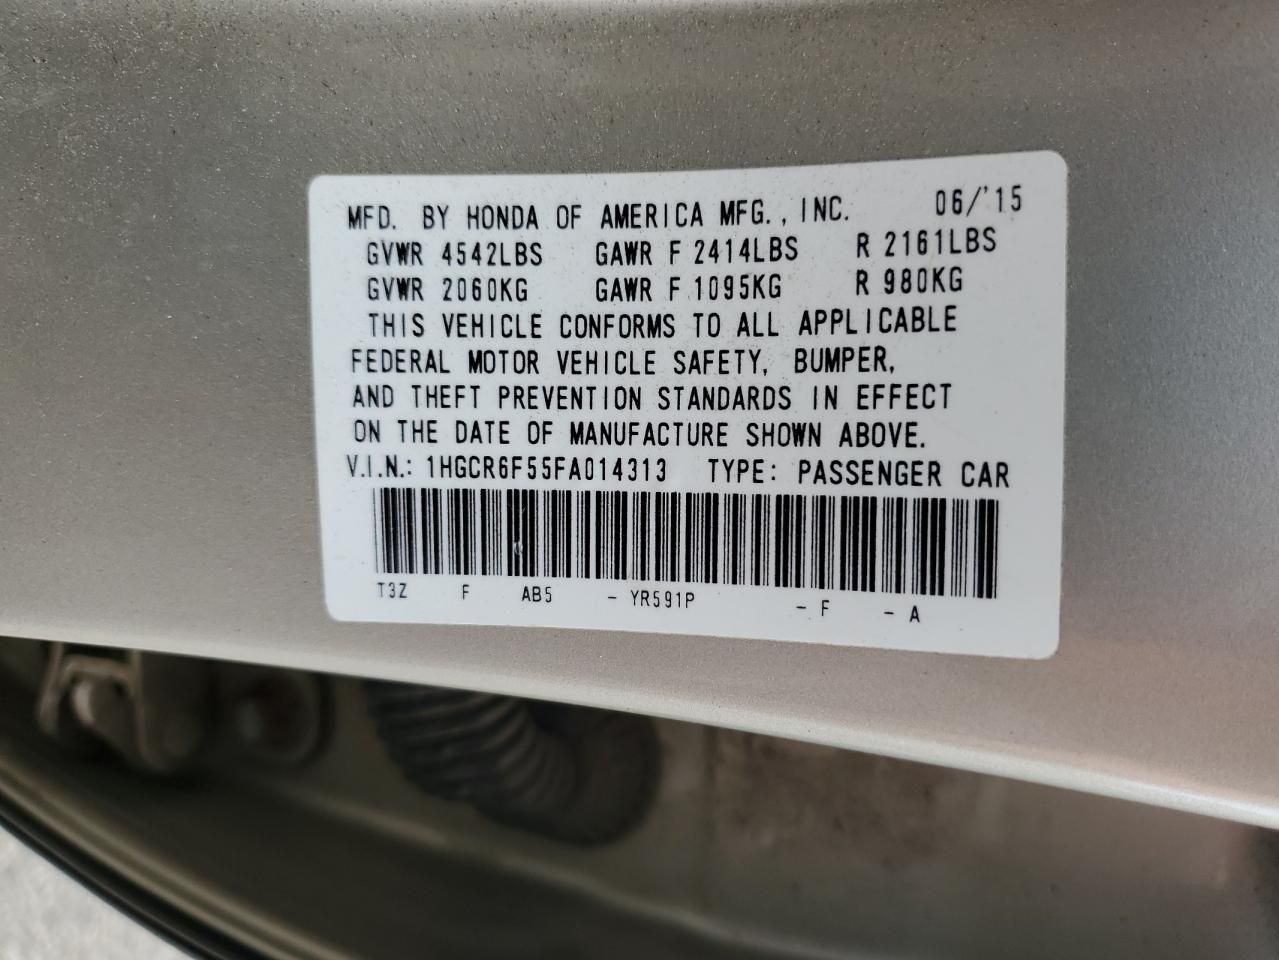 MFD. BY HONDA OF AMERICA MFG., INC. 06/'15
GVWR 4542LBS GAWR F 2414LBS R 2161LBS
GVWR 2060KG GAWR F 1095KG R 980KG
THIS VEHICLE CONFORMS TO ALL APPLICABLE
FEDERAL MOTOR VEHICLE SAFETY, BUMPER,
AND THEFT PREVENTION STANDARDS IN EFFECT
ON THE DATE OF MANUFACTURE SHOWN ABOVE.
V.I.N.: 1HGCR6F55FA014313 TYPE: PASSENGER CAR
T3Z F AB5 - YR591P - F - A